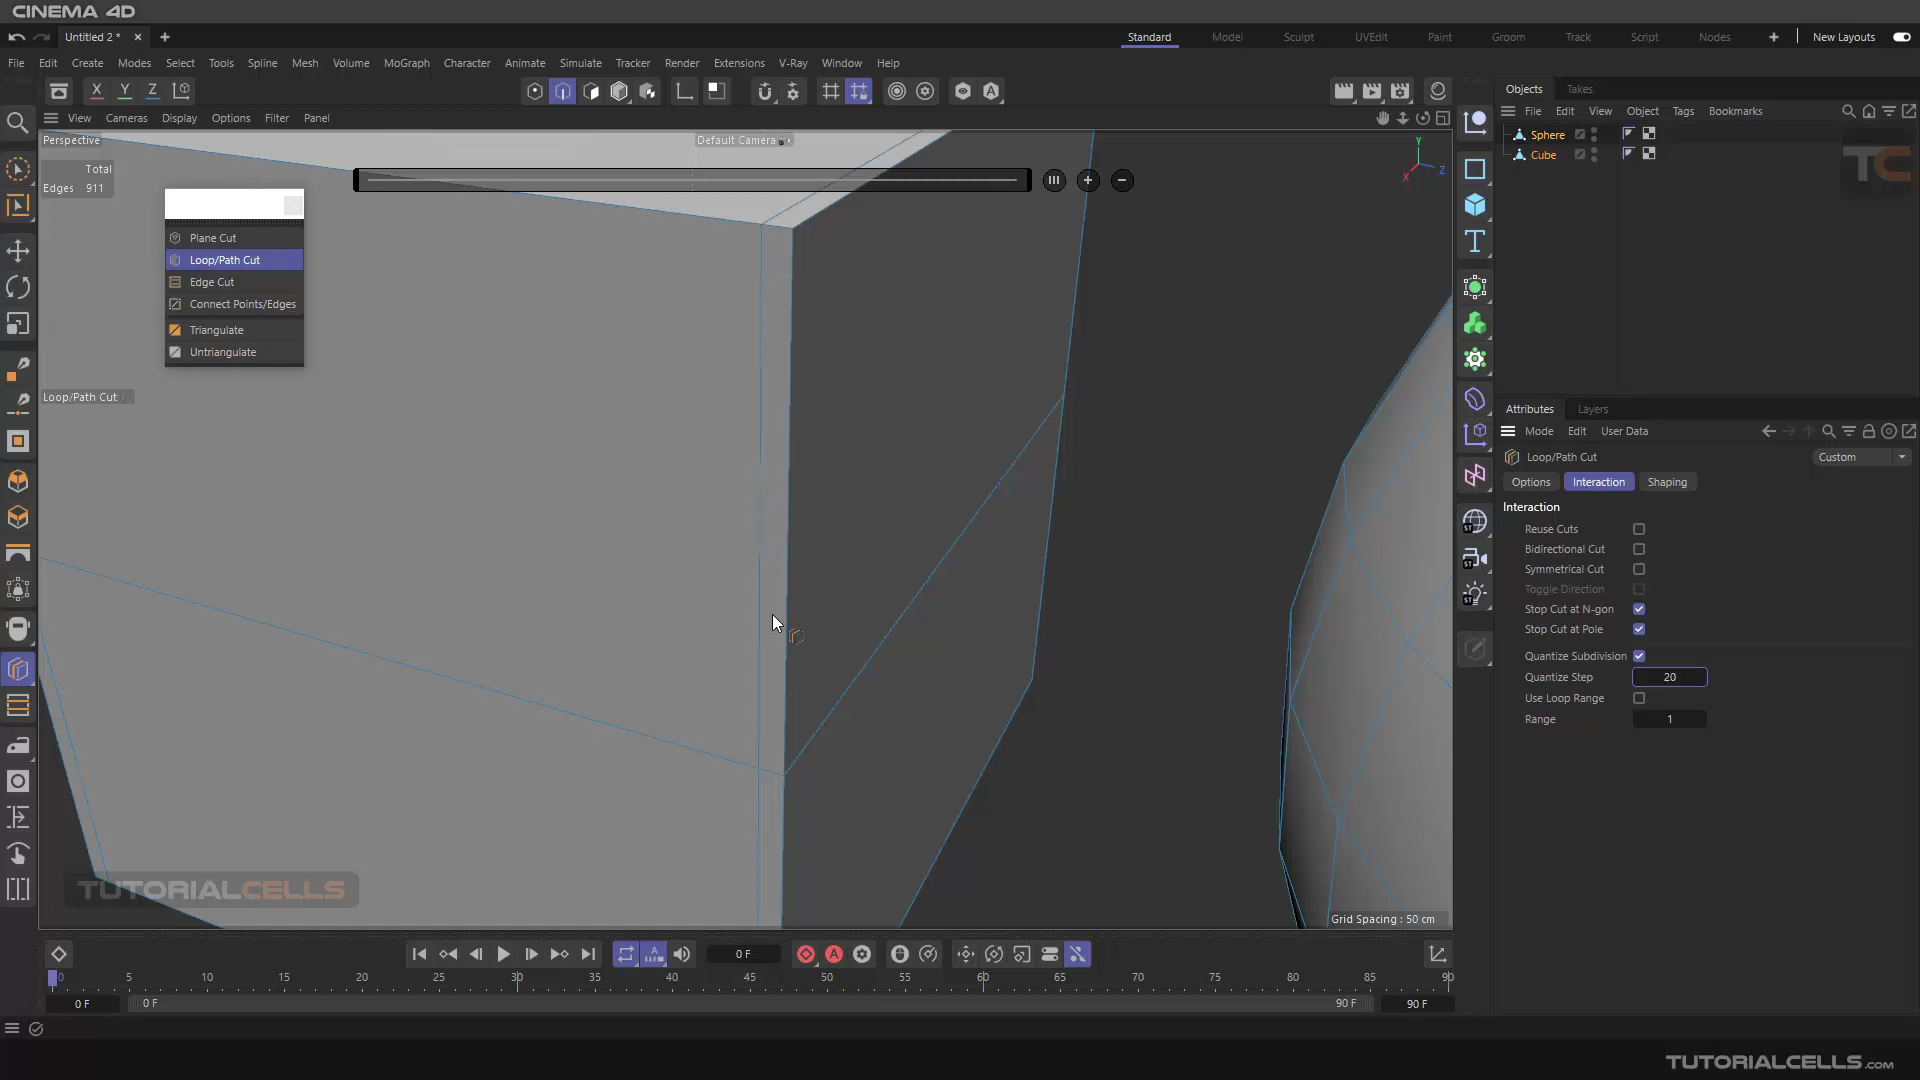 CINEMA 4D
Untitled 2 *
Standard
Model
Sculpt
UVEdit
Paint
Groom
Track
Script
Nodes
New Layouts
File Edit Create Modes Select Tools Spline Mesh Volume MoGraph Character Animate Simulate Tracker Render Extensions V-Ray Window Help
X Y Z
View Cameras Display Options Filter Panel
Perspective
Default Camera
Total
Edges 911
Plane Cut
Loop/Path Cut
Edge Cut
Connect Points/Edges
Triangulate
Untriangulate
Loop/Path Cut
Y
Z
X
TUTORIALCELLS
Grid Spacing : 50 cm
Objects Takes
File Edit View Object Tags Bookmarks
Sphere
Cube
TC
Attributes Layers
Mode Edit User Data
Loop/Path Cut
Custom
Options Interaction Shaping
Interaction
Reuse Cuts
Bidirectional Cut
Symmetrical Cut
Toggle Direction
Stop Cut at N-gon
Stop Cut at Pole
Quantize Subdivision
Quantize Step 20
Use Loop Range
Range 1
0 F
0 5 10 15 20 25 30 35 40 45 50 55 60 65 70 75 80 85 90
0 F 0 F 90 F 90 F
TUTORIALCELLS.COM